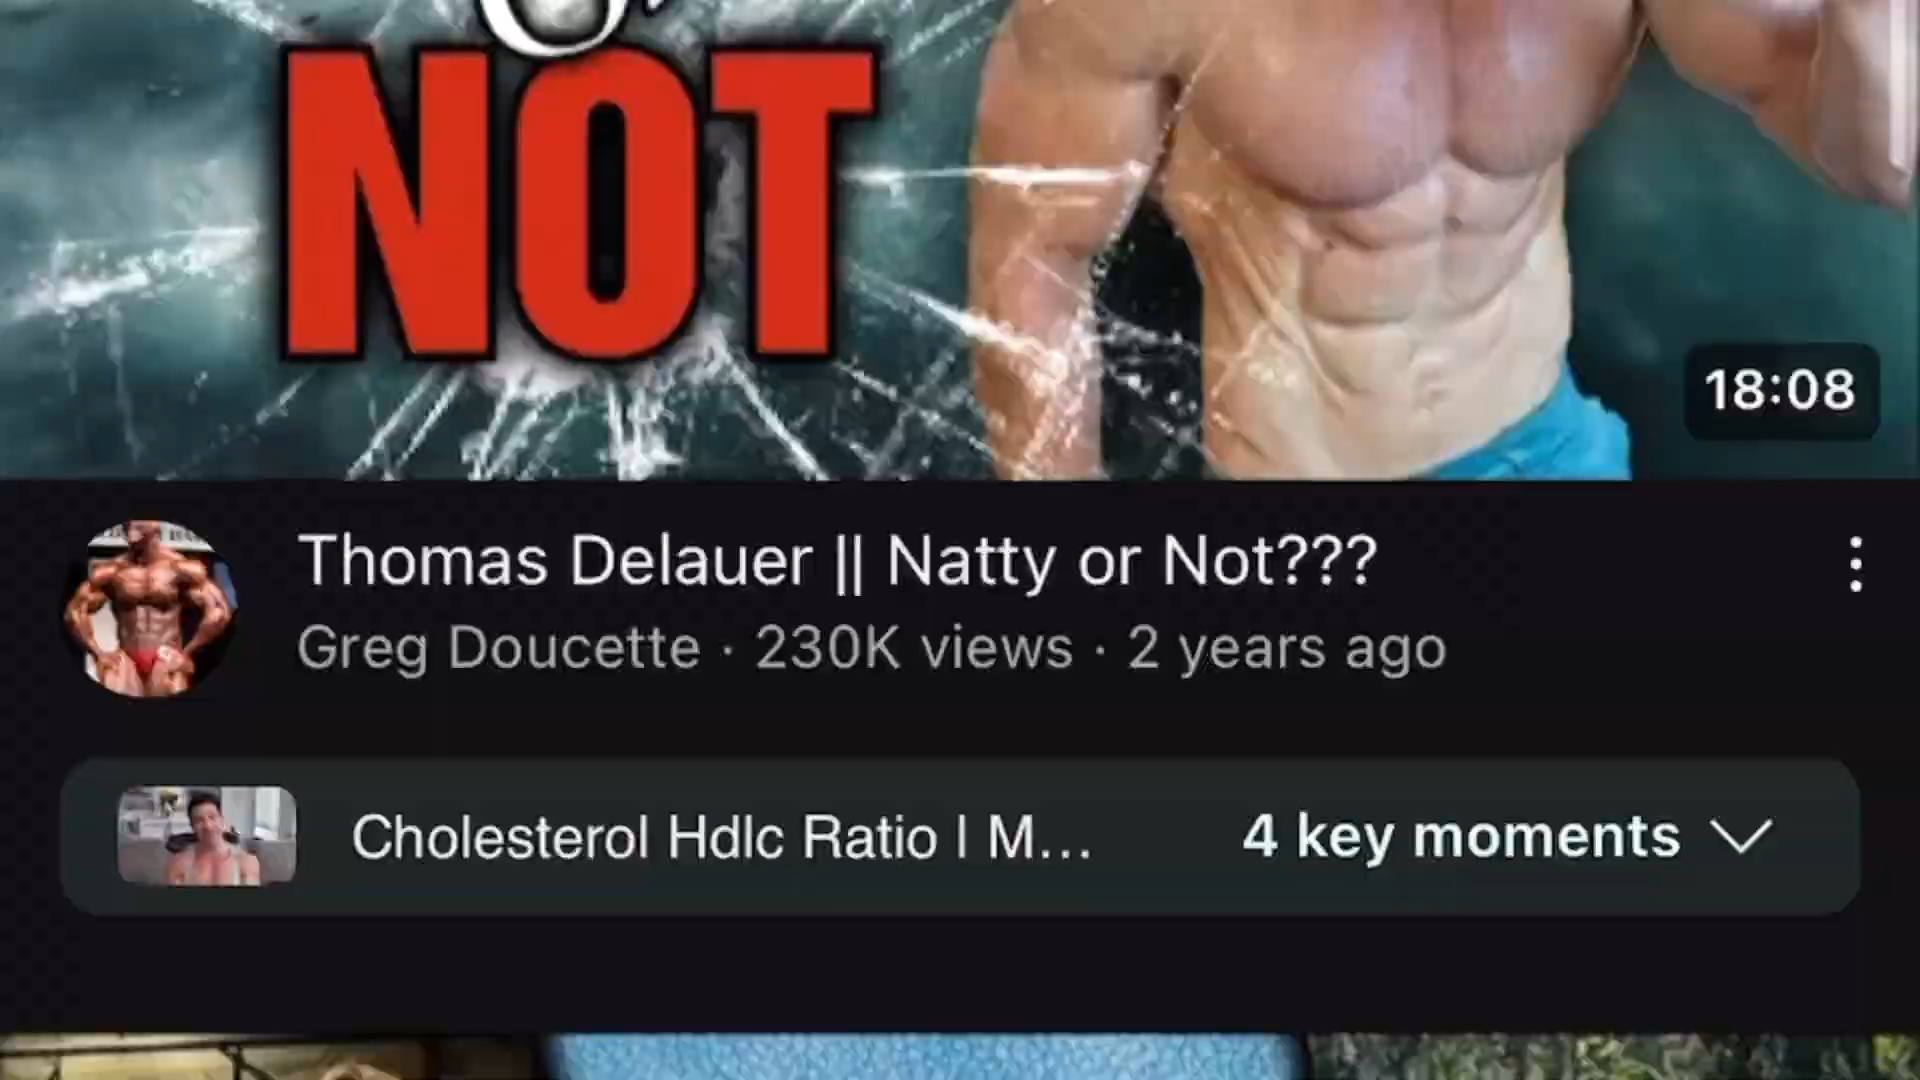 NOT
18:08
Thomas Delauer || Natty or Not???
Greg Doucette · 230K views · 2 years ago
Cholesterol Hdlc Ratio | M...
4 key moments